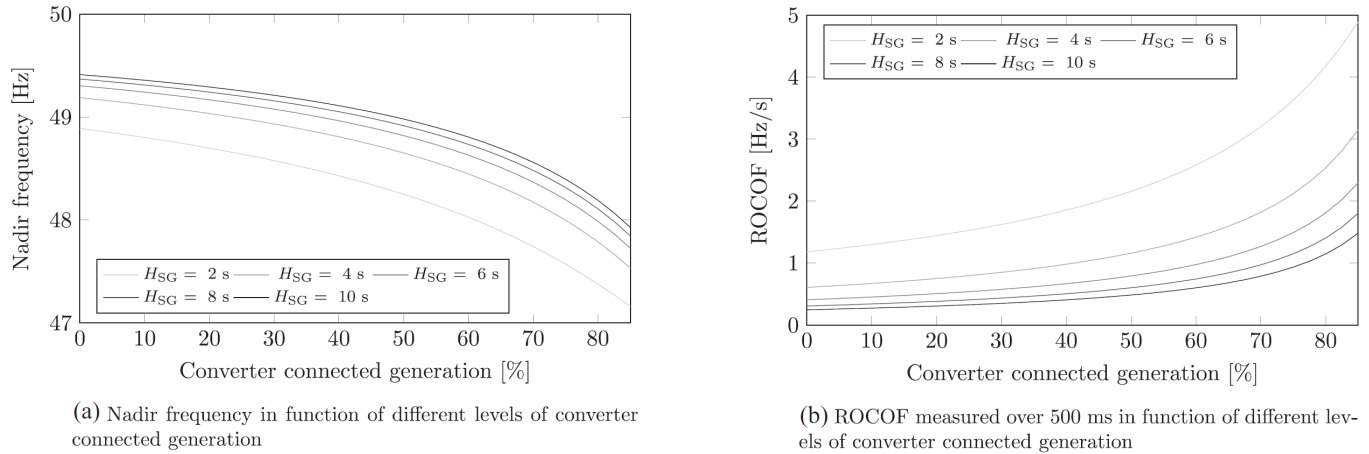 50
49
48
47
Nadir frequency [Hz]
H_SG = 2 s H_SG = 4 s H_SG = 6 s
H_SG = 8 s H_SG = 10 s
0 10 20 30 40 50 60 70 80
Converter connected generation [%]
(a) Nadir frequency in function of different levels of converter
connected generation
5
4
3
2
1
0
ROCOF [Hz/s]
H_SG = 2 s H_SG = 4 s H_SG = 6 s
H_SG = 8 s H_SG = 10 s
0 10 20 30 40 50 60 70 80
Converter connected generation [%]
(b) ROCOF measured over 500 ms in function of different lev-
els of converter connected generation